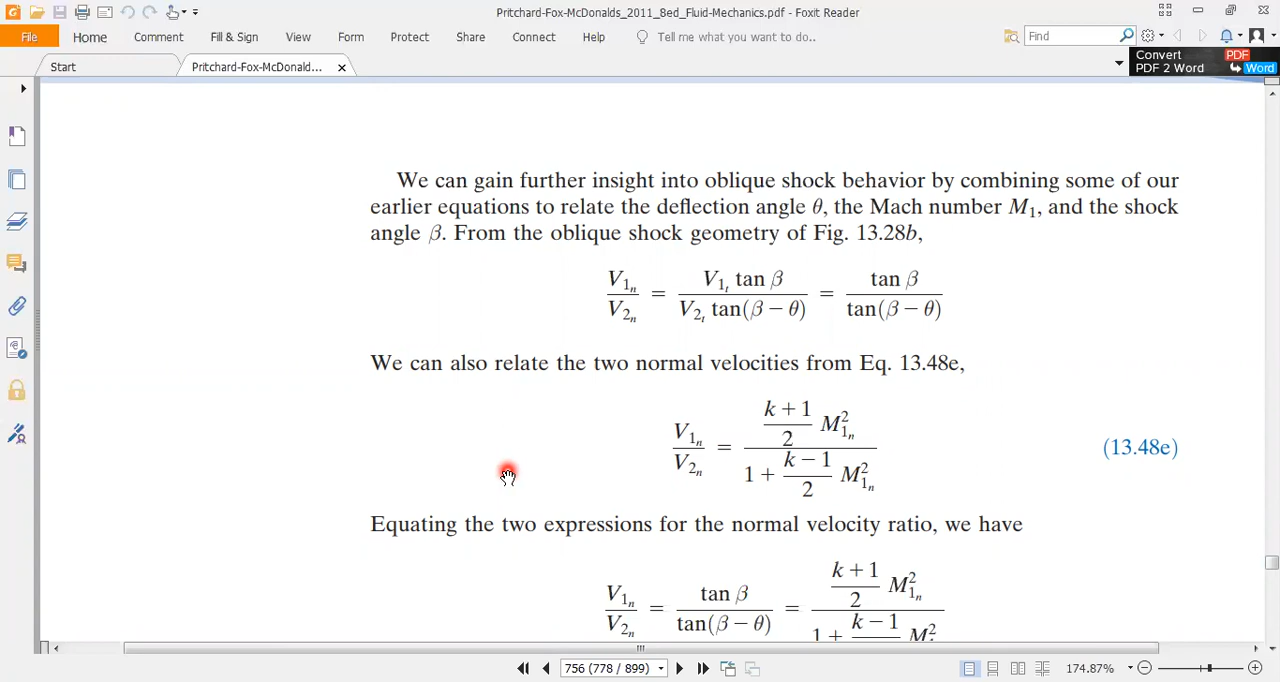 Pritchard-Fox-McDonalds_2011_8ed_Fluid-Mechanics.pdf - Foxit Reader
File Home Comment Fill & Sign View Form Protect Share Connect Help Tell me what you want to do.. Find
Start Pritchard-Fox-McDonald...
Convert PDF
PDF 2 Word Word
We can gain further insight into oblique shock behavior by combining some of our
earlier equations to relate the deflection angle θ, the Mach number M₁, and the shock
angle β. From the oblique shock geometry of Fig. 13.28b,
V₁ₙ / V₂ₙ = V₁ₜ tan β / V₂ₜ tan(β − θ) = tan β / tan(β − θ)
We can also relate the two normal velocities from Eq. 13.48e,
V₁ₙ / V₂ₙ = ((k + 1)/2 M₁ₙ²) / (1 + (k − 1)/2 M₁ₙ²) (13.48e)
Equating the two expressions for the normal velocity ratio, we have
V₁ₙ / V₂ₙ = tan β / tan(β − θ) = ((k + 1)/2 M₁ₙ²) / (1 + (k − 1) M²
756 (778 / 899) 174.87%